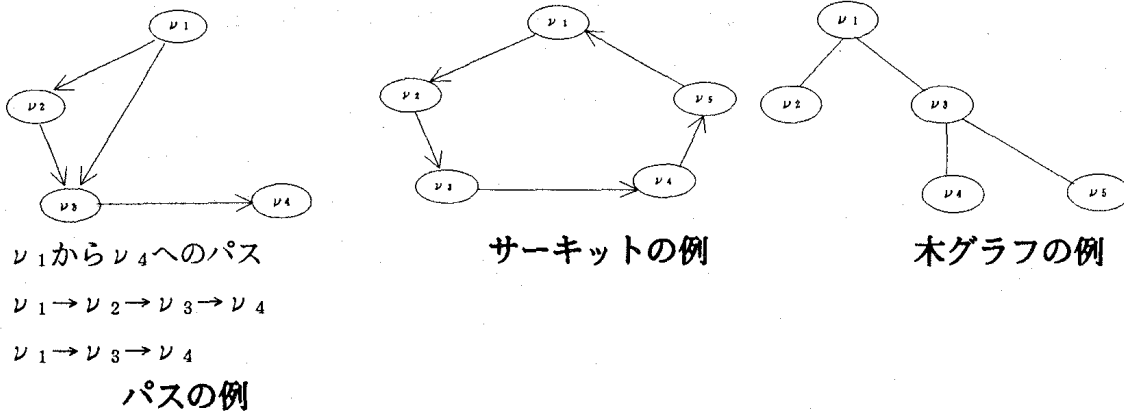 ν1
ν2
ν3
ν4
ν1からν4へのパス
ν1→ν2→ν3→ν4
ν1→ν3→ν4
パスの例
ν1
ν2
ν5
ν3
ν4
サーキットの例
ν1
ν2
ν3
ν4
ν5
木グラフの例